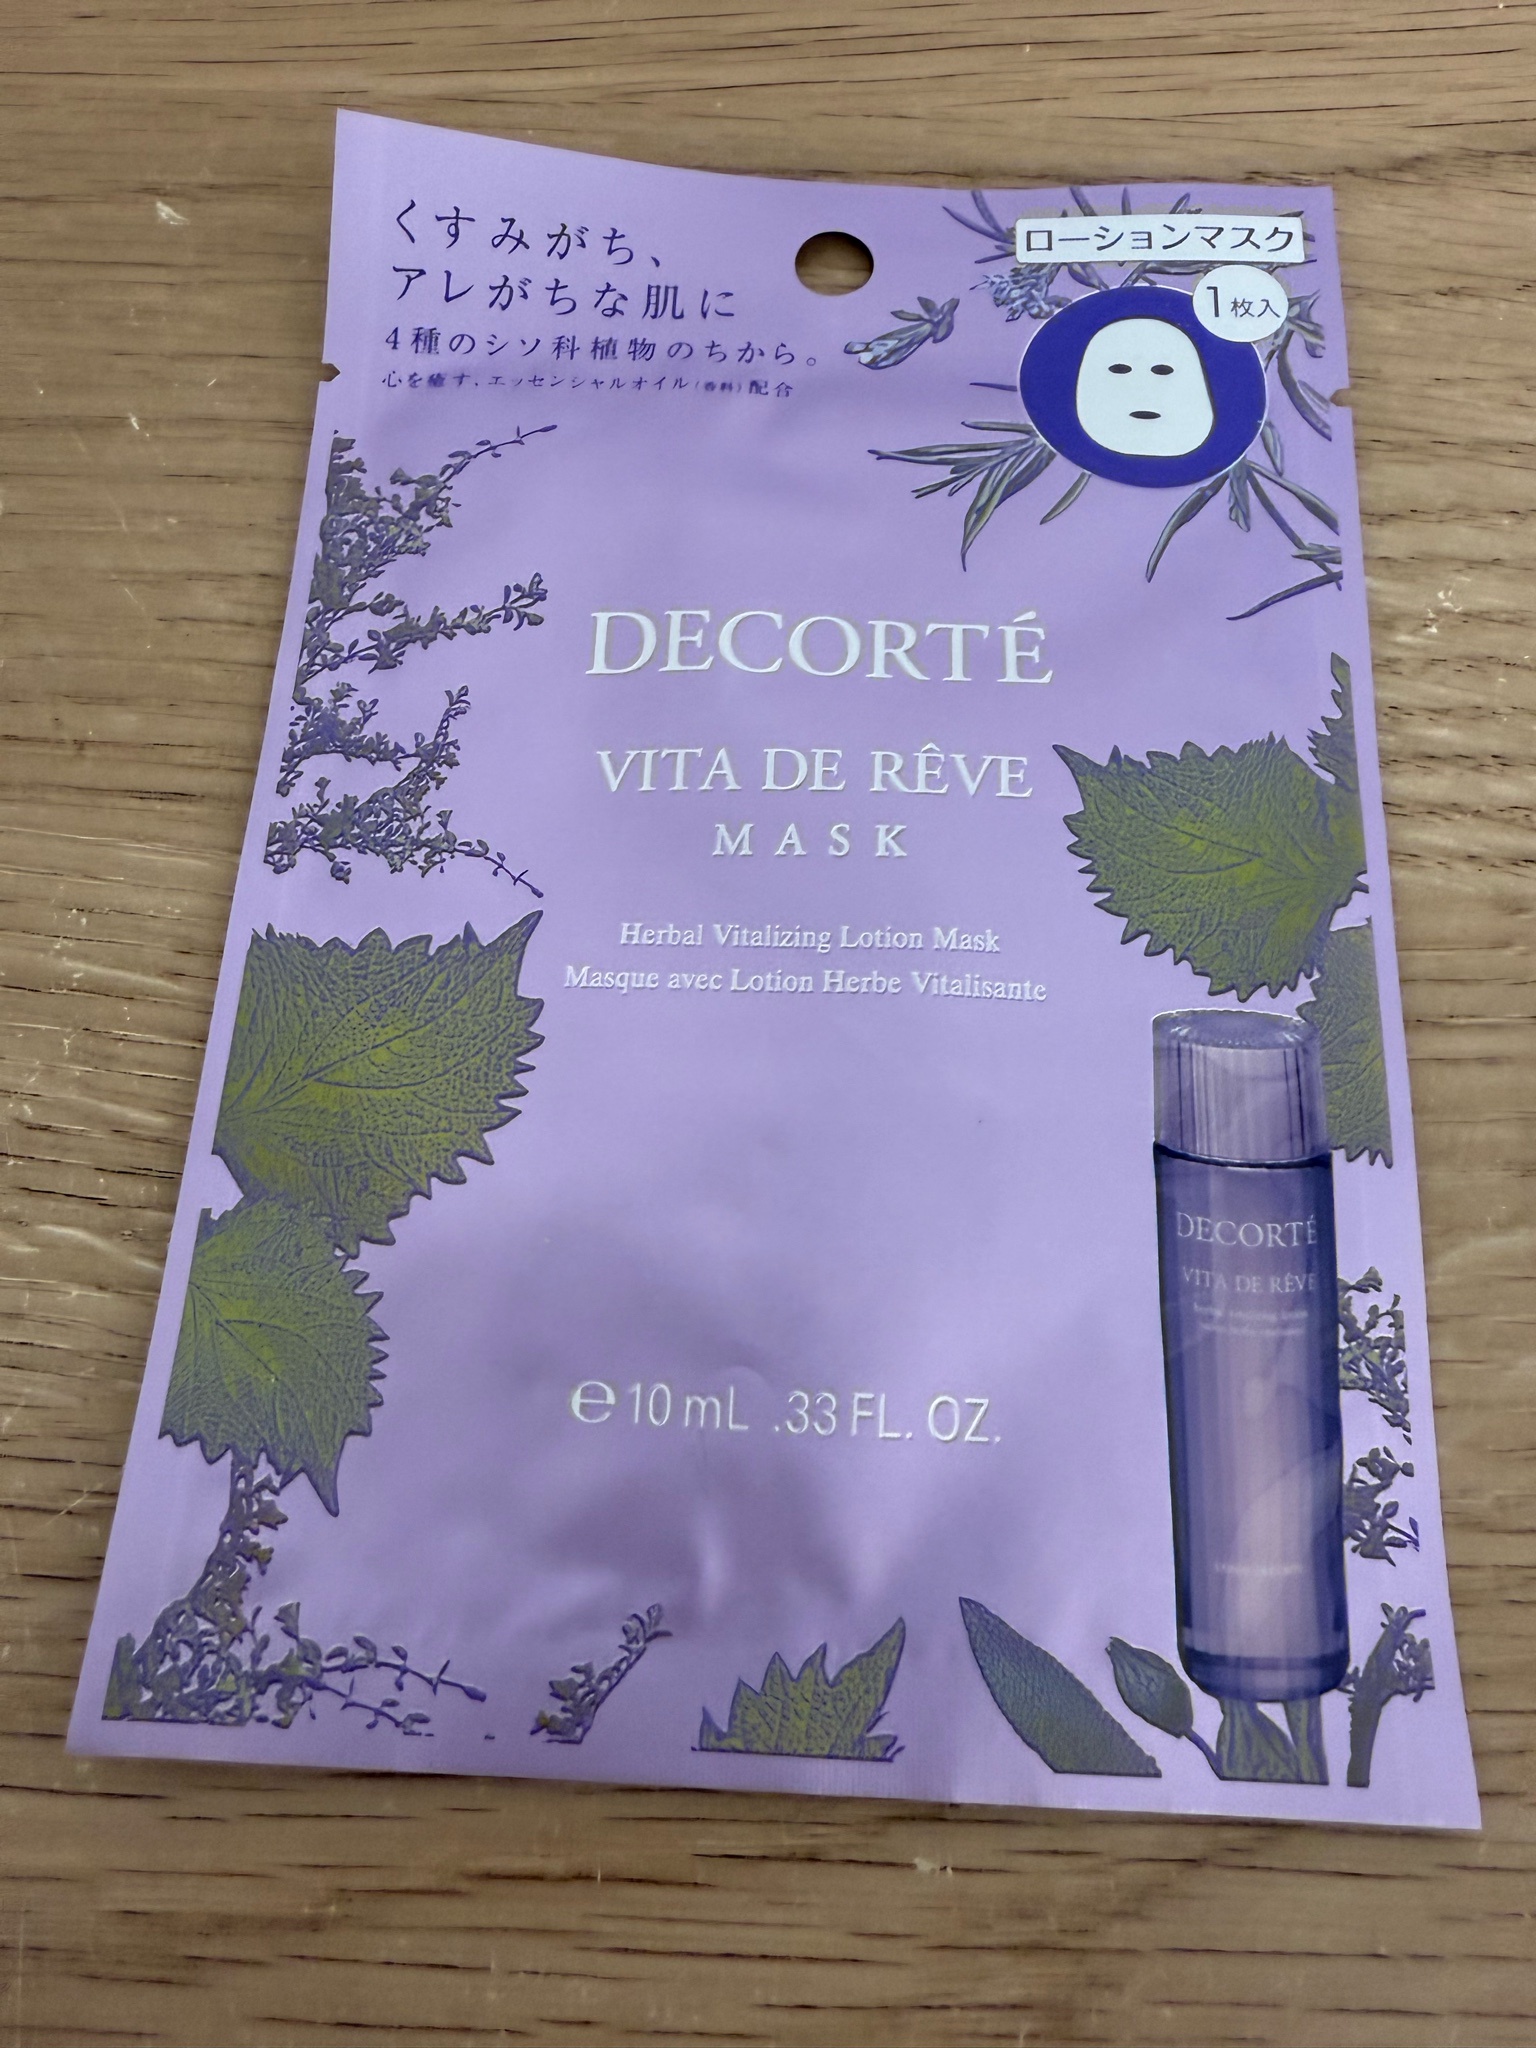 くすみがち、
アレがちな肌に
4種のシソ科植物のちから。
心を癒す、エッセンシャルオイル(香料)配合
ローションマスク
1枚入
DECORTÉ
VITA DE RÊVE
MASK
Herbal Vitalizing Lotion Mask
Masque avec Lotion Herbe Vitalisante
DECORTÉ
VITA DE RÊVE
℮10 mL .33 FL. OZ.